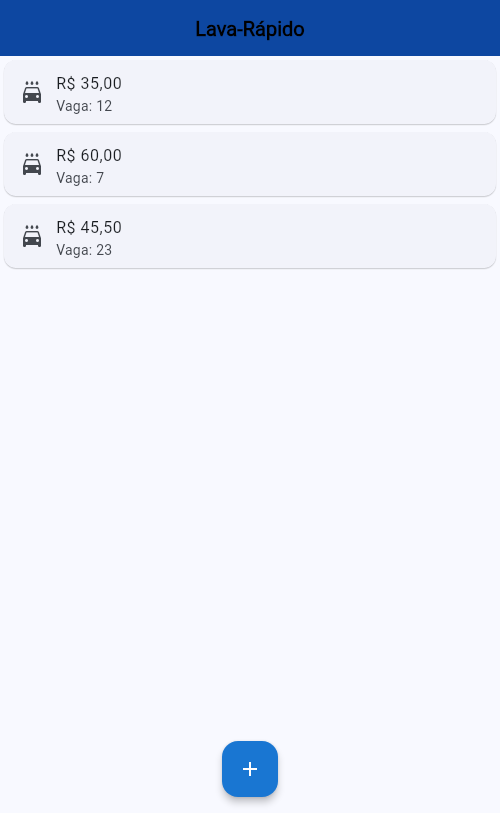 Lava-Rápido
R$ 35,00
Vaga: 12
R$ 60,00
Vaga: 7
R$ 45,50
Vaga: 23